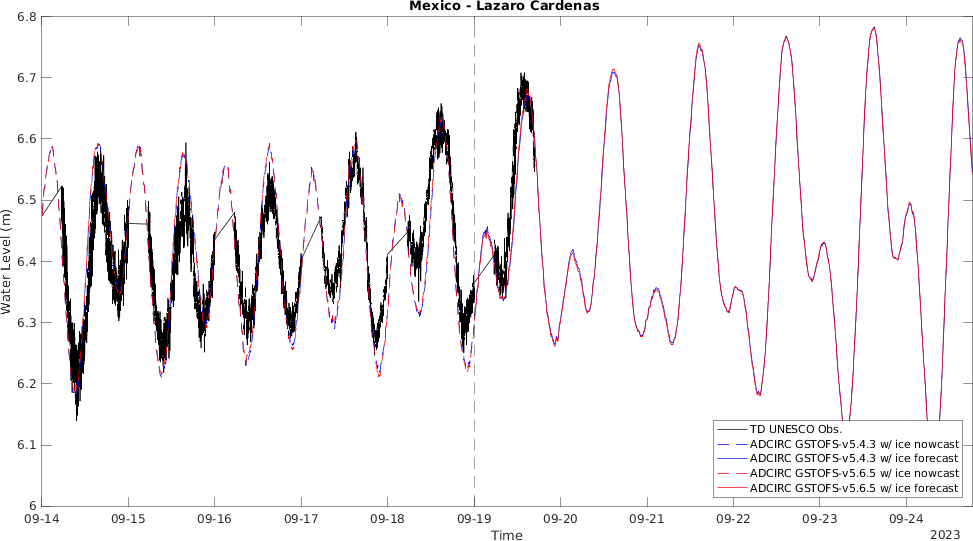 Mexico - Lazaro Cardenas
6.8
6.7
6.6
6.5
6.4
6.3
6.2
6.1
6
Water Level (m)
09-14
09-15
09-16
09-17
09-18
09-19
09-20
09-21
09-22
09-23
09-24
Time
2023
TD UNESCO Obs.
ADCIRC GSTOFS-v5.4.3 w/ ice nowcast
ADCIRC GSTOFS-v5.4.3 w/ ice forecast
ADCIRC GSTOFS-v5.6.5 w/ ice nowcast
ADCIRC GSTOFS-v5.6.5 w/ ice forecast